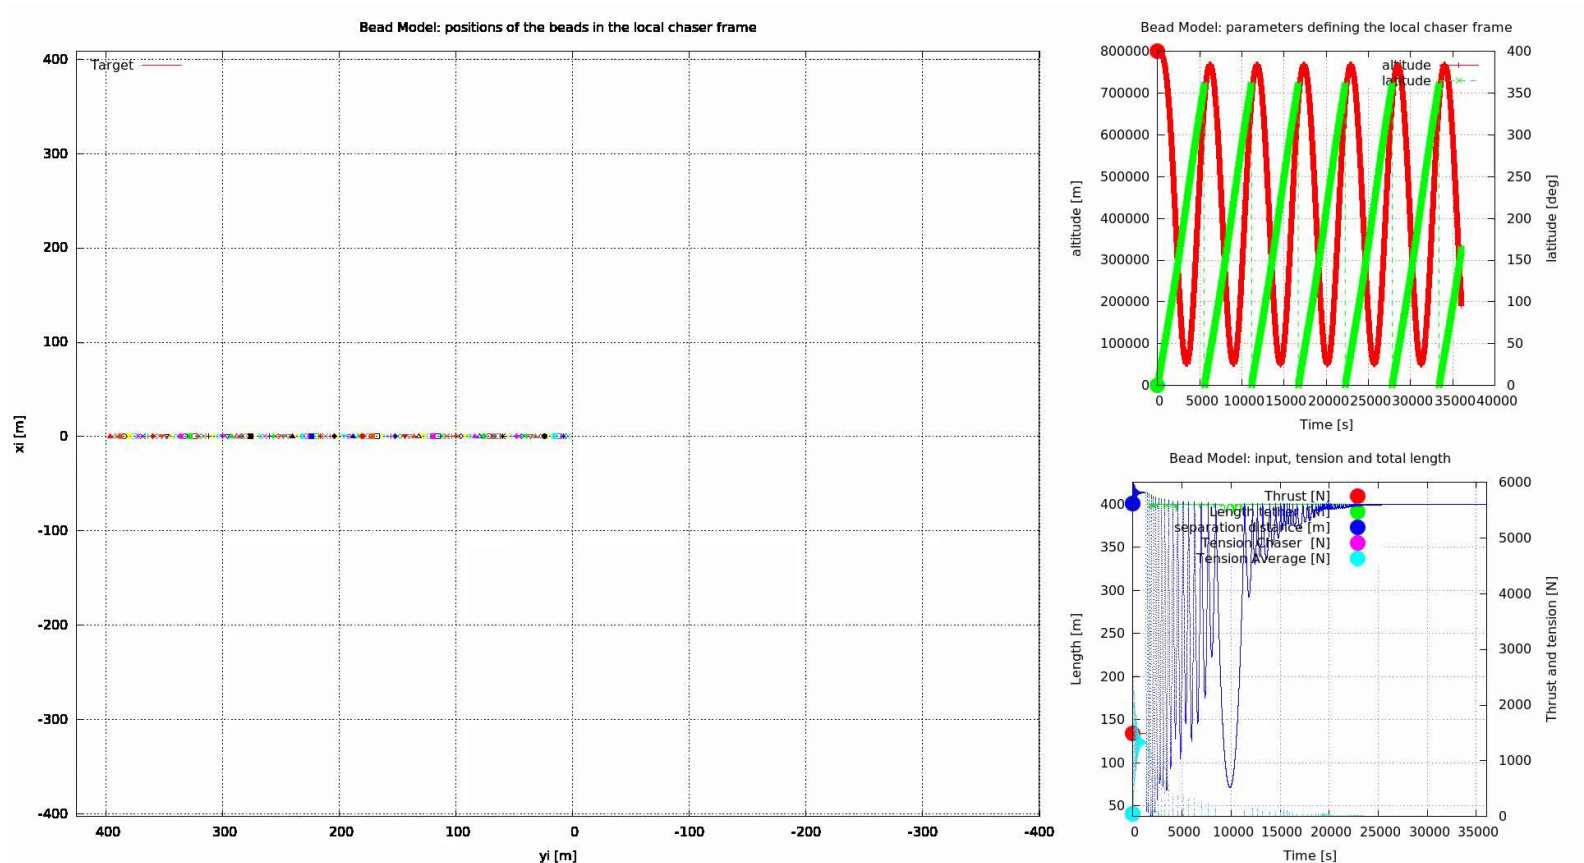 Bead Model: positions of the beads in the local chaser frame
Target
400
300
200
100
0
-100
-200
-300
-400
400 300 200 100 0 -100 -200 -300 -400
xi [m]
yi [m]
Bead Model: parameters defining the local chaser frame
altitude
latitude
800000
700000
600000
500000
400000
300000
200000
100000
0
400
350
300
250
200
150
100
50
0
0 5000 10000 15000 20000 25000 30000 35000 40000
altitude [m]
latitude [deg]
Time [s]
Bead Model: input, tension and total length
Thrust [N]
Length tether [m]
separation distance [m]
Tension Chaser [N]
Tension Average [N]
400
350
300
250
200
150
100
50
6000
5000
4000
3000
2000
1000
0
0 5000 10000 15000 20000 25000 30000 35000
Length [m]
Thrust and tension [N]
Time [s]